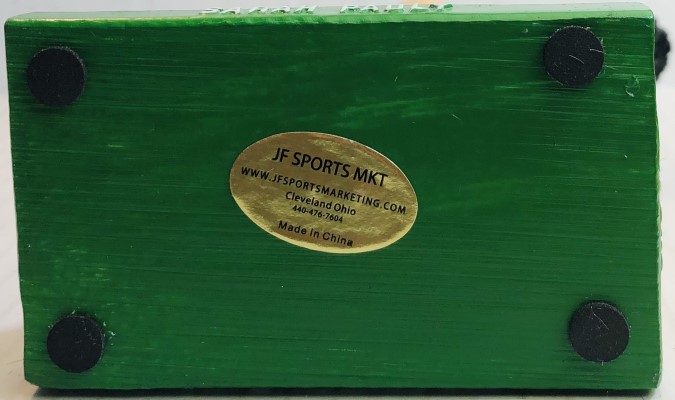 JF SPORTS MKT
WWW.JFSPORTSMARKETING.COM
Cleveland Ohio
440-476-7604
Made in China